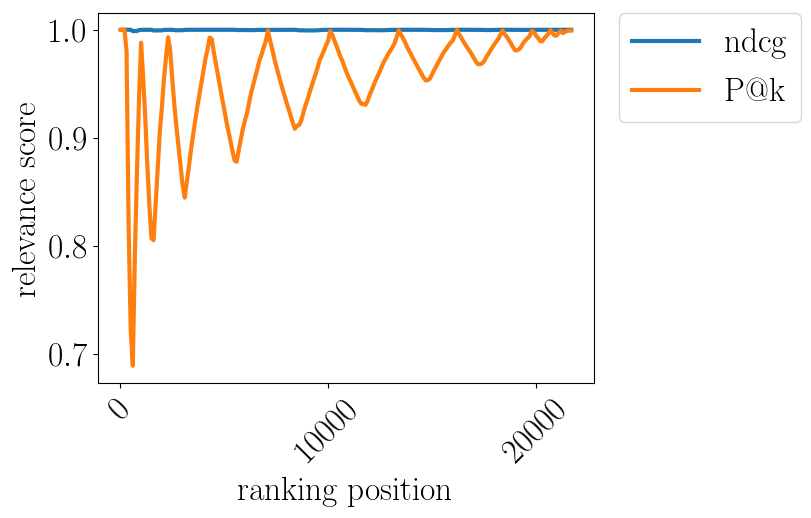 1.0
0.9
0.8
0.7
relevance score
0
10000
20000
ranking position
ndcg
P@k